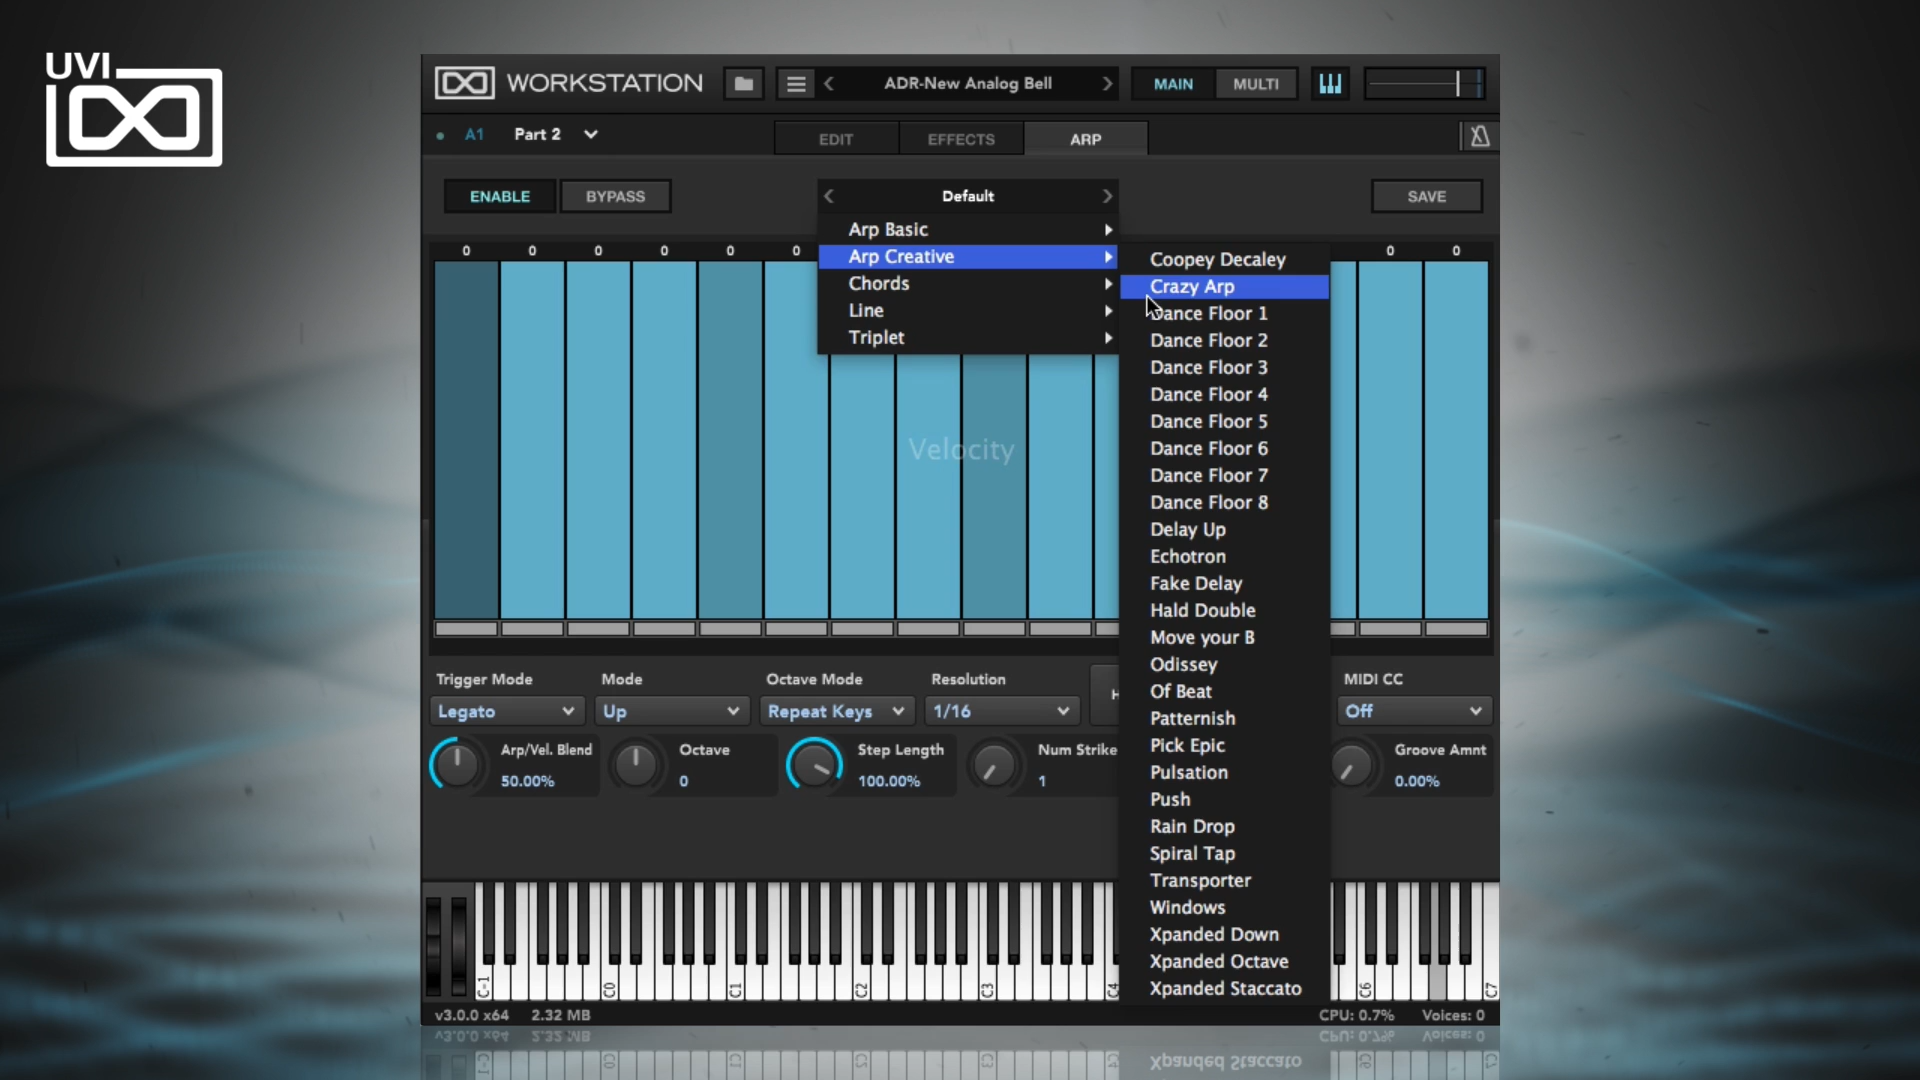 UVI
WORKSTATION
ADR-New Analog Bell
MAIN
MULTI
A1
Part 2
EDIT
EFFECTS
ARP
ENABLE
BYPASS
Default
SAVE
Arp Basic
Arp Creative
Chords
Line
Triplet
0 0 0 0 0 0 0 0
Coopey Decaley
Crazy Arp
Dance Floor 1
Dance Floor 2
Dance Floor 3
Dance Floor 4
Dance Floor 5
Dance Floor 6
Dance Floor 7
Dance Floor 8
Delay Up
Echotron
Fake Delay
Hald Double
Move your B
Odissey
Of Beat
Patternish
Pick Epic
Pulsation
Push
Rain Drop
Spiral Tap
Transporter
Windows
Xpanded Down
Xpanded Octave
Xpanded Staccato
Velocity
Trigger Mode
Legato
Mode
Up
Octave Mode
Repeat Keys
Resolution
1/16
H
MIDI CC
Off
Arp/Vel. Blend
50.00%
Octave
0
Step Length
100.00%
Num Strike
1
Groove Amnt
0.00%
C-1 C0 C1 C2 C3 C4 C6 C7
v3.0.0 x64
2.32 MB
CPU: 0.7%
Voices: 0